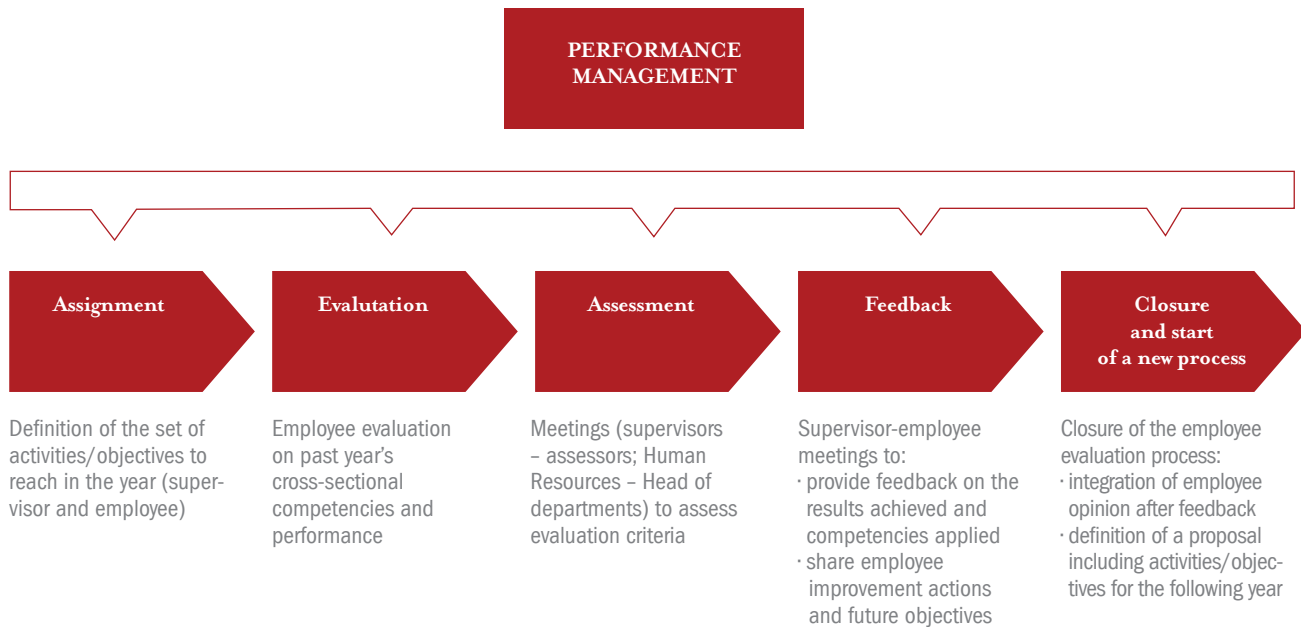 PERFORMANCE
MANAGEMENT
Assignment
Definition of the set of
activities/objectives to
reach in the year (super-
visor and employee)
Evalutation
Employee evaluation
on past year’s
cross-sectional
competencies and
performance
Assessment
Meetings (supervisors
– assessors; Human
Resources – Head of
departments) to assess
evaluation criteria
Feedback
Supervisor-employee
meetings to:
· provide feedback on the
results achieved and
competencies applied
· share employee
improvement actions
and future objectives
Closure
and start
of a new process
Closure of the employee
evaluation process:
· integration of employee
opinion after feedback
· definition of a proposal
including activities/objec-
tives for the following year